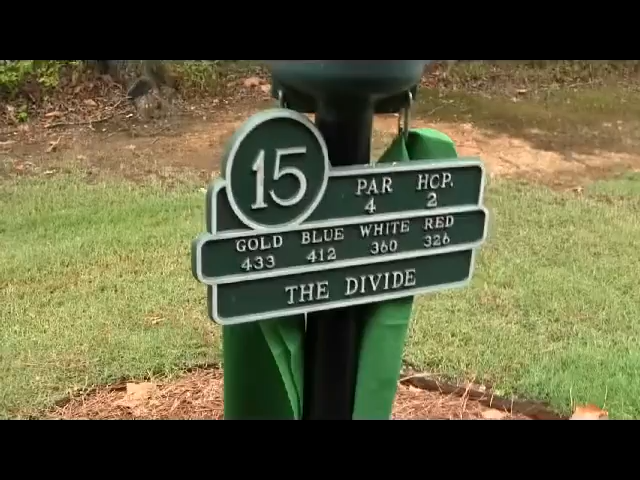 15
PAR HCP.
4 2
GOLD BLUE WHITE RED
433 412 360 326
THE DIVIDE